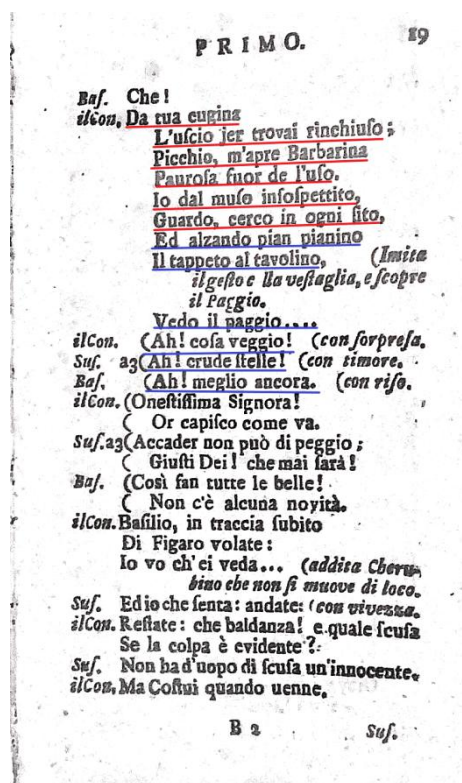 PRIMO. 19
Baſ. Che!
ilCon. Da tua cugina
L'uſcio jer trovai rinchiuſo;
Picchio, m'apre Barbarina
Pauroſa fuor de l'uſo.
Io dal muſo inſoſpettito,
Guardo, cerco in ogni ſito,
Ed alzando pian pianino
Il tappeto al tavolino, (Imita
il geſto e lla veſtaglia, e ſcopre
il Paggio.
Vedo il paggio....
ilCon. (Ah! coſa veggio! (con ſorpreſa.
Suſ. a3(Ah! crude ſtelle! (con timore.
Baſ. (Ah! meglio ancora. (con riſo.
ilCon. (Oneſtiſſima Signora!
( Or capiſco come va.
Suſ.a3(Accader non può di peggio;
( Giuſti Dei! che mai ſarà!
Baſ. (Così fan tutte le belle!
( Non c'è alcuna novità.
ilCon. Baſilio, in traccia ſubito
Di Figaro volate:
Io vo ch'ei veda... (addita Cheru-
bino che non ſi muove di loco.
Suſ. Ed io che ſenta: andate: (con vivezza.
ilCon. Reſtate: che baldanza! e quale ſcuſa
Se la colpa è evidente?
Suſ. Non ha d'uopo di ſcuſa un'innocente.
ilCon. Ma Coſtui quando uenne.
B 2 Suſ.